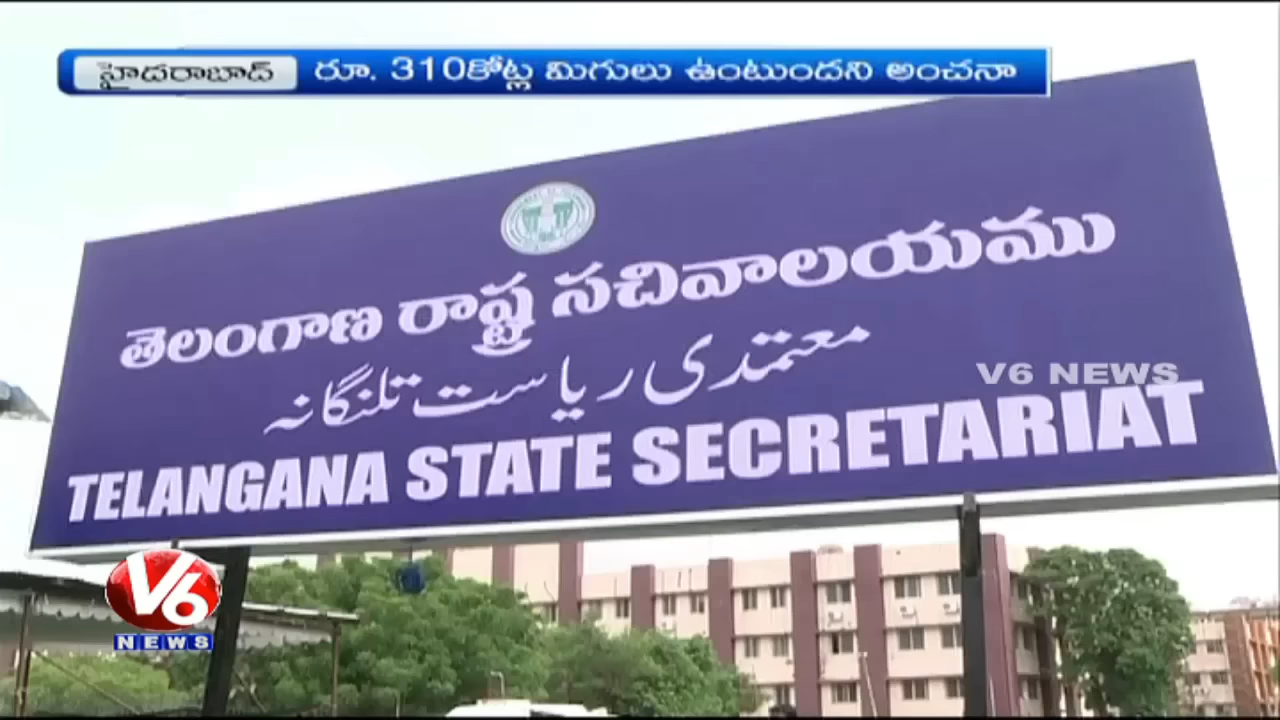 హైదరాబాద్ రూ. 310కోట్ల మిగులు ఉంటుందని అంచనా
తెలంగాణ రాష్ట్ర సచివాలయము
معتمدی ریاست تلنگانہ
V6 NEWS
TELANGANA STATE SECRETARIAT
V6
NEWS